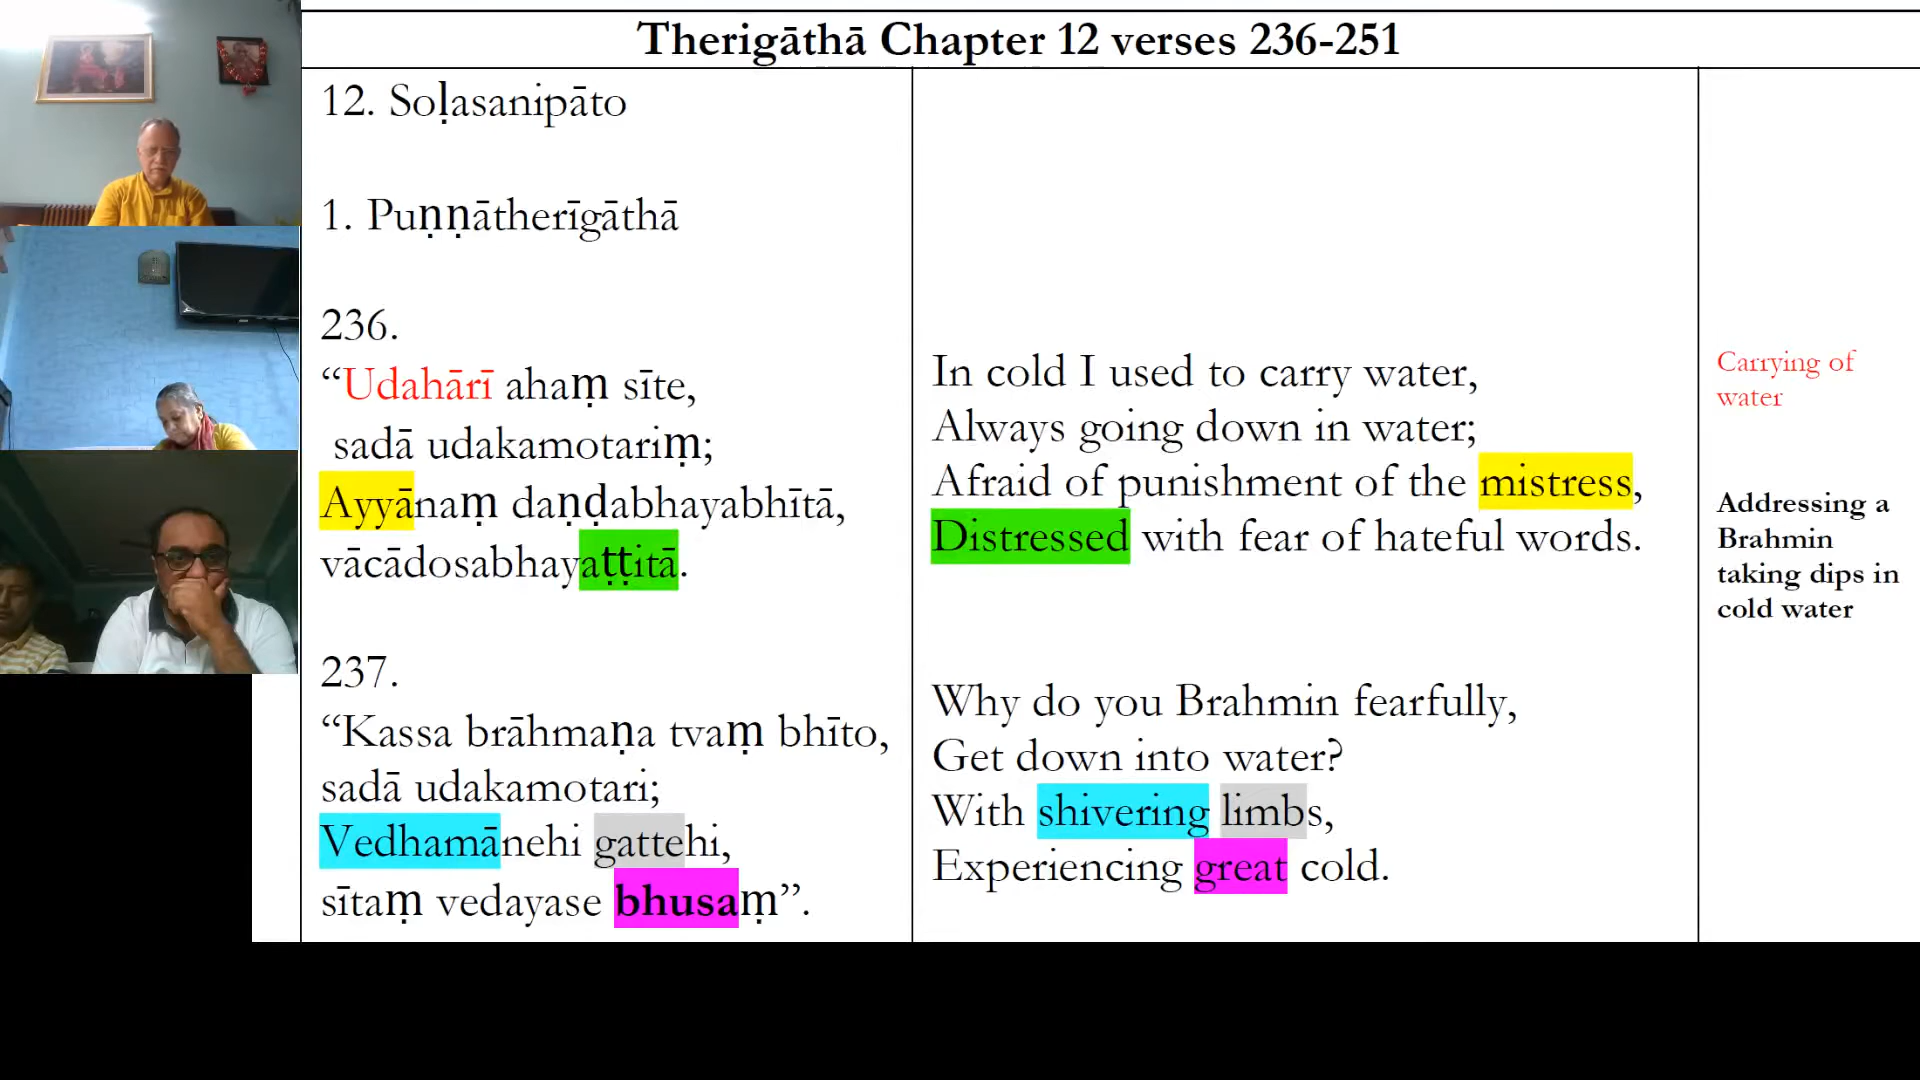 Therigāthā Chapter 12 verses 236-251
12. Soḷasanipāto
1. Puṇṇātherīgāthā
236.
“Udahārī ahaṃ sīte,
sadā udakamotariṃ;
Ayyānaṃ daṇḍabhayabhītā,
vācādosabhayaṭṭitā.
237.
“Kassa brāhmaṇa tvaṃ bhīto,
sadā udakamotari;
Vedhamānehi gattehi,
sītaṃ vedayase bhusaṃ”.
In cold I used to carry water,
Always going down in water;
Afraid of punishment of the mistress,
Distressed with fear of hateful words.
Why do you Brahmin fearfully,
Get down into water?
With shivering limbs,
Experiencing great cold.
Carrying of
water
Addressing a
Brahmin
taking dips in
cold water